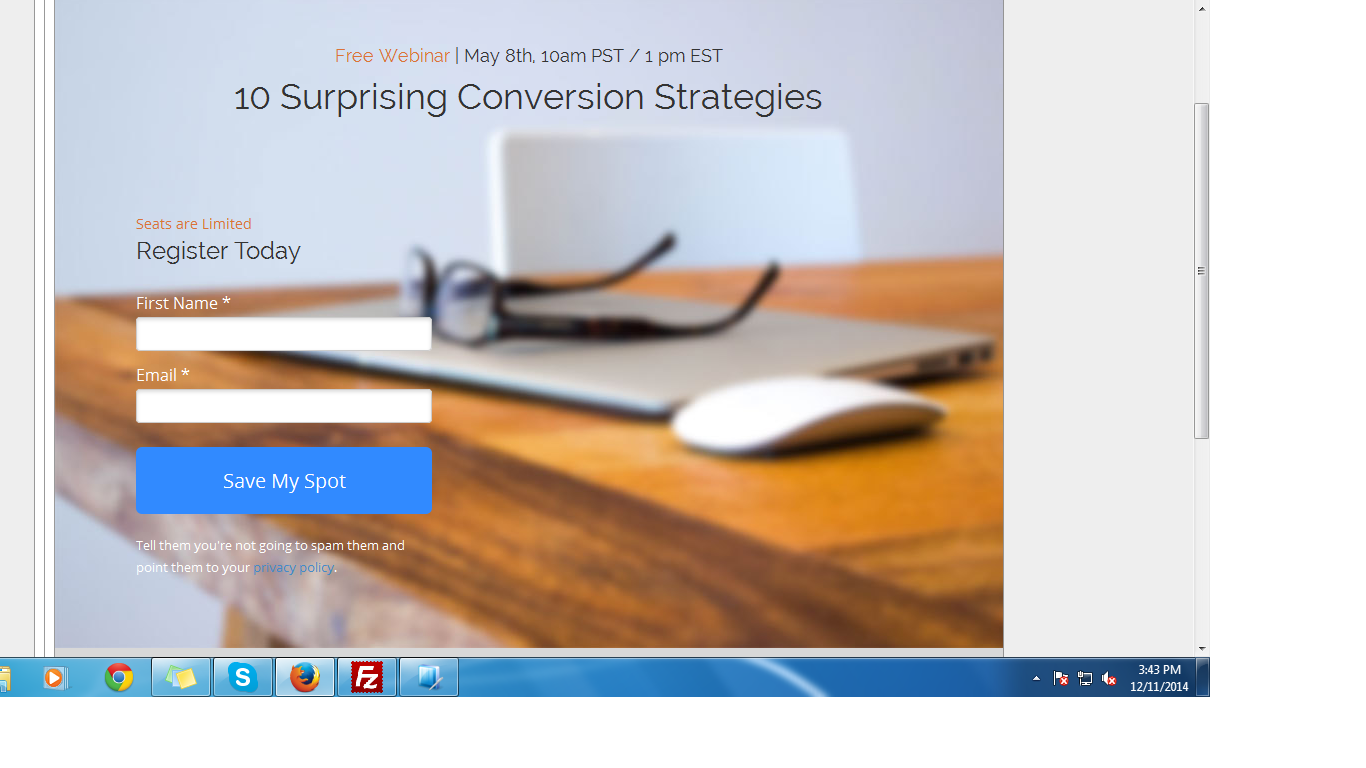 Free Webinar | May 8th, 10am PST / 1 pm EST
10 Surprising Conversion Strategies
Seats are Limited
Register Today
First Name *
Email *
Save My Spot
Tell them you're not going to spam them and
point them to your privacy policy.
3:43 PM
12/11/2014